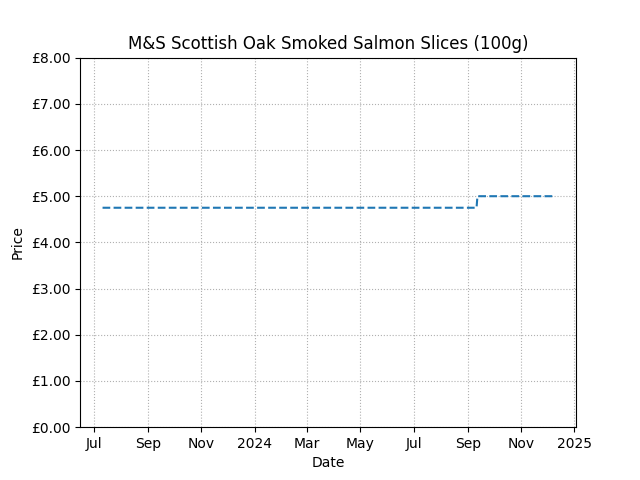 M&S Scottish Oak Smoked Salmon Slices (100g)
£8.00
£7.00
£6.00
£5.00
£4.00
£3.00
£2.00
£1.00
£0.00
Price
Jul Sep Nov 2024 Mar May Jul Sep Nov 2025
Date